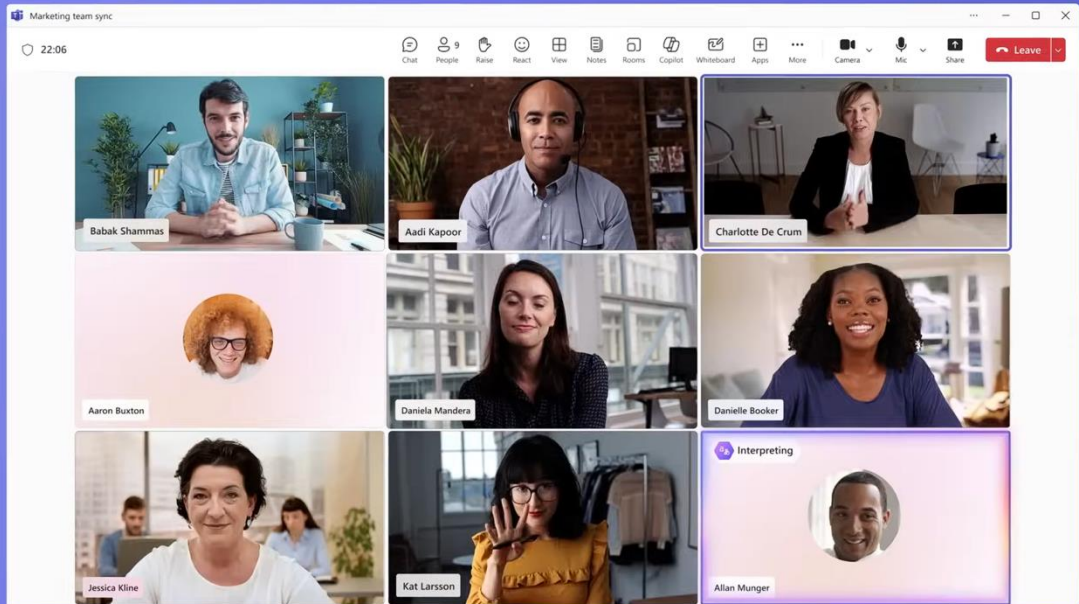 Marketing team sync
22:06
Chat
People
9
Raise
React
View
Notes
Rooms
Copilot
Whiteboard
Apps
More
Camera
Mic
Share
Leave
Babak Shammas
Aadi Kapoor
Charlotte De Crum
Aaron Buxton
Daniela Mandera
Danielle Booker
Interpreting
Jessica Kline
Kat Larsson
Allan Munger